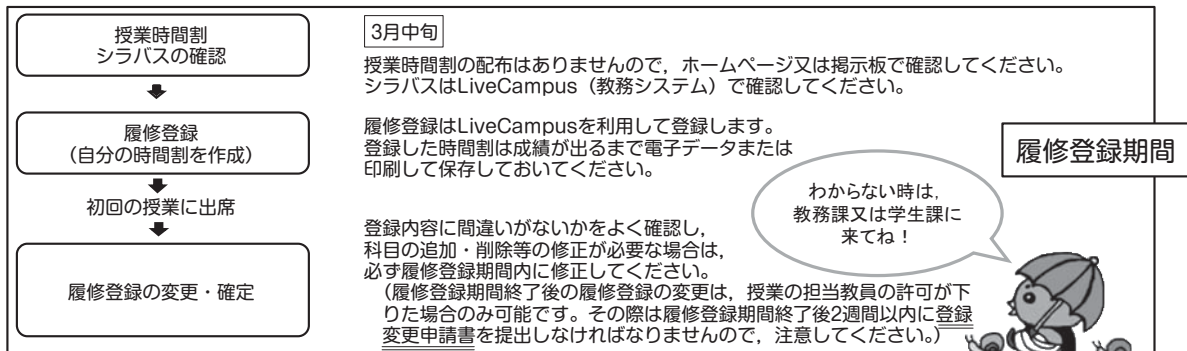 授業時間割
シラバスの確認
3月中旬
授業時間割の配布はありませんので，ホームページ又は掲示板で確認してください。
シラバスはLiveCampus（教務システム）で確認してください。
履修登録
（自分の時間割を作成）
履修登録はLiveCampusを利用して登録します。
登録した時間割は成績が出るまで電子データまたは
印刷して保存しておいてください。
履修登録期間
初回の授業に出席
わからない時は，
教務課又は学生課に
来てね！
履修登録の変更・確定
登録内容に間違いがないかをよく確認し，
科目の追加・削除等の修正が必要な場合は，
必ず履修登録期間内に修正してください。
（履修登録期間終了後の履修登録の変更は，授業の担当教員の許可が下
りた場合のみ可能です。その際は履修登録期間終了後2週間以内に登録
変更申請書を提出しなければなりませんので，注意してください。）